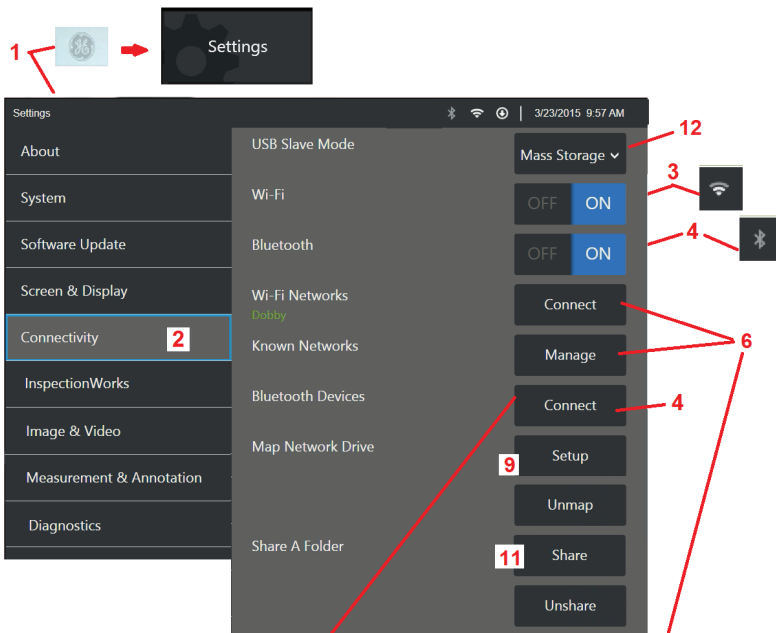 1
Settings
Settings 3/23/2015 9:57 AM
12
About
USB Slave Mode
Mass Storage
System
Wi-Fi
OFF ON
3
Software Update
Bluetooth
OFF ON
4
Screen & Display
Wi-Fi Networks
Dobby
Connect
Connectivity 2
Known Networks
Manage
6
InspectionWorks
Bluetooth Devices
Connect
4
Image & Video
Map Network Drive
9 Setup
Measurement & Annotation
Unmap
Diagnostics
Share A Folder
11 Share
Unshare